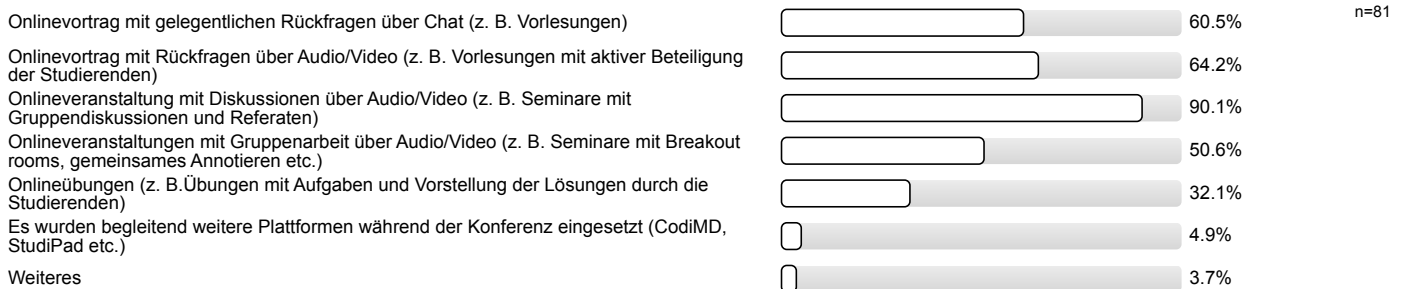 Onlinevortrag mit gelegentlichen Rückfragen über Chat (z. B. Vorlesungen) 60.5% n=81
Onlinevortrag mit Rückfragen über Audio/Video (z. B. Vorlesungen mit aktiver Beteiligung
der Studierenden) 64.2%
Onlineveranstaltung mit Diskussionen über Audio/Video (z. B. Seminare mit
Gruppendiskussionen und Referaten) 90.1%
Onlineveranstaltungen mit Gruppenarbeit über Audio/Video (z. B. Seminare mit Breakout
rooms, gemeinsames Annotieren etc.) 50.6%
Onlineübungen (z. B.Übungen mit Aufgaben und Vorstellung der Lösungen durch die
Studierenden) 32.1%
Es wurden begleitend weitere Plattformen während der Konferenz eingesetzt (CodiMD,
StudiPad etc.) 4.9%
Weiteres 3.7%